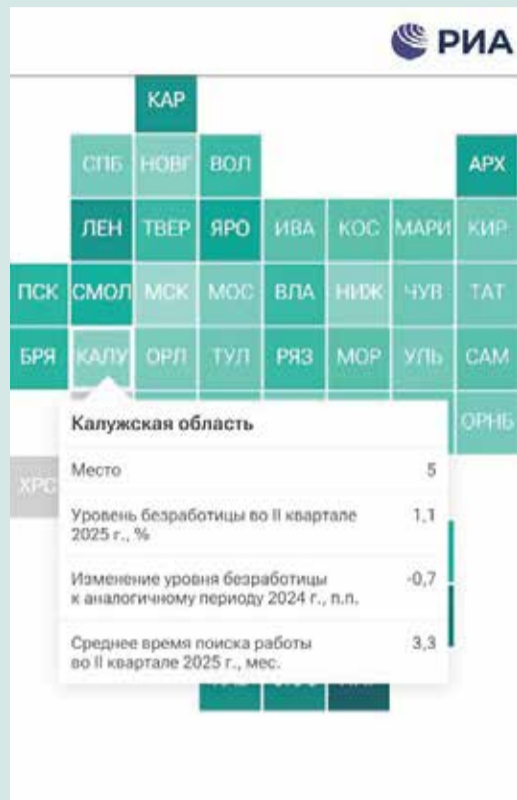 РИА
КАР
СПБ НОВГ ВОЛ АРХ
ЛЕН ТВЕР ЯРО ИВА КОС МАРИ КИР
ПСК СМОЛ МСК МОС ВЛА НИЖ ЧУВ ТАТ
БРЯ КАЛУ ОРЛ ТУЛ РЯЗ МОР УЛЬ САМ
ОРНБ
ХРС
Калужская область
Место 5
Уровень безработицы во II квартале
2025 г., % 1,1
Изменение уровня безработицы
к аналогичному периоду 2024 г., п.п. -0,7
Среднее время поиска работы
во II квартале 2025 г., мес. 3,3